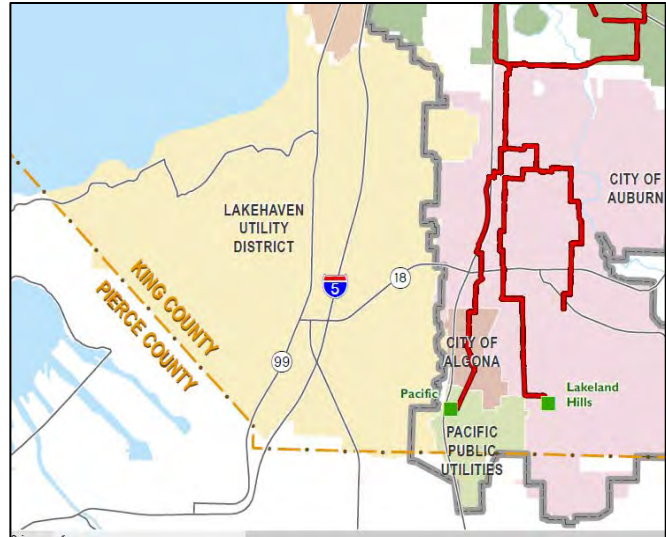 CITY OF
AUBURN
LAKEHAVEN
UTILITY
DISTRICT
KING COUNTY
PIERCE COUNTY
5
18
99
CITY OF
ALGONA
Pacific
Lakeland
Hills
PACIFIC
PUBLIC
UTILITIES